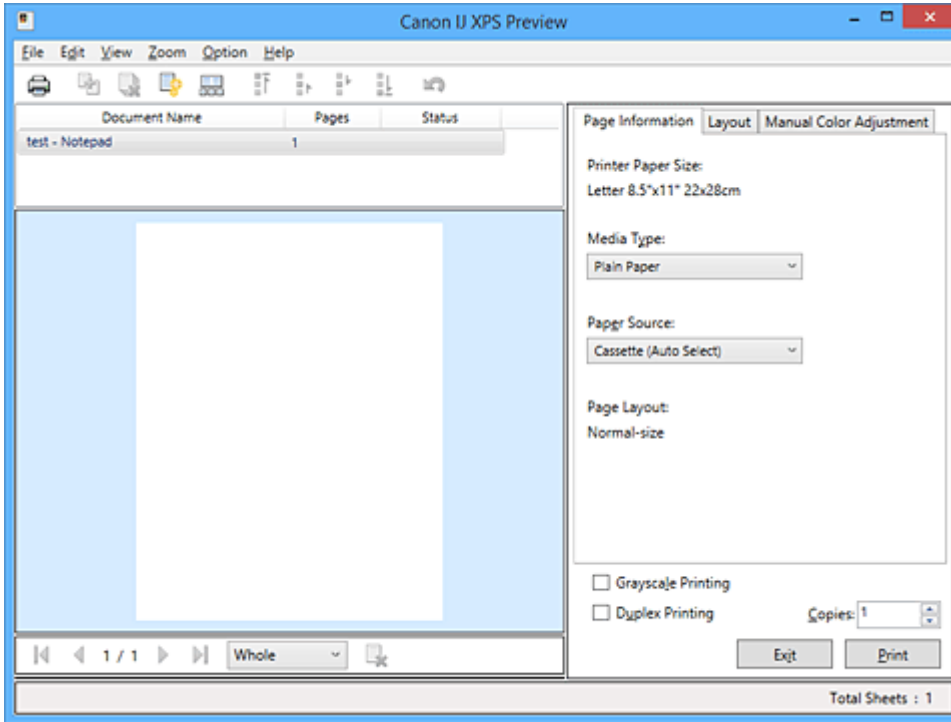 Canon IJ XPS Preview
File Edit View Zoom Option Help
Document Name Pages Status
test - Notepad 1
Page Information Layout Manual Color Adjustment
Printer Paper Size:
Letter 8.5"x11" 22x28cm
Media Type:
Plain Paper
Paper Source:
Cassette (Auto Select)
Page Layout:
Normal-size
Grayscale Printing
Duplex Printing
Copies: 1
1 / 1 Whole
Exit Print
Total Sheets : 1